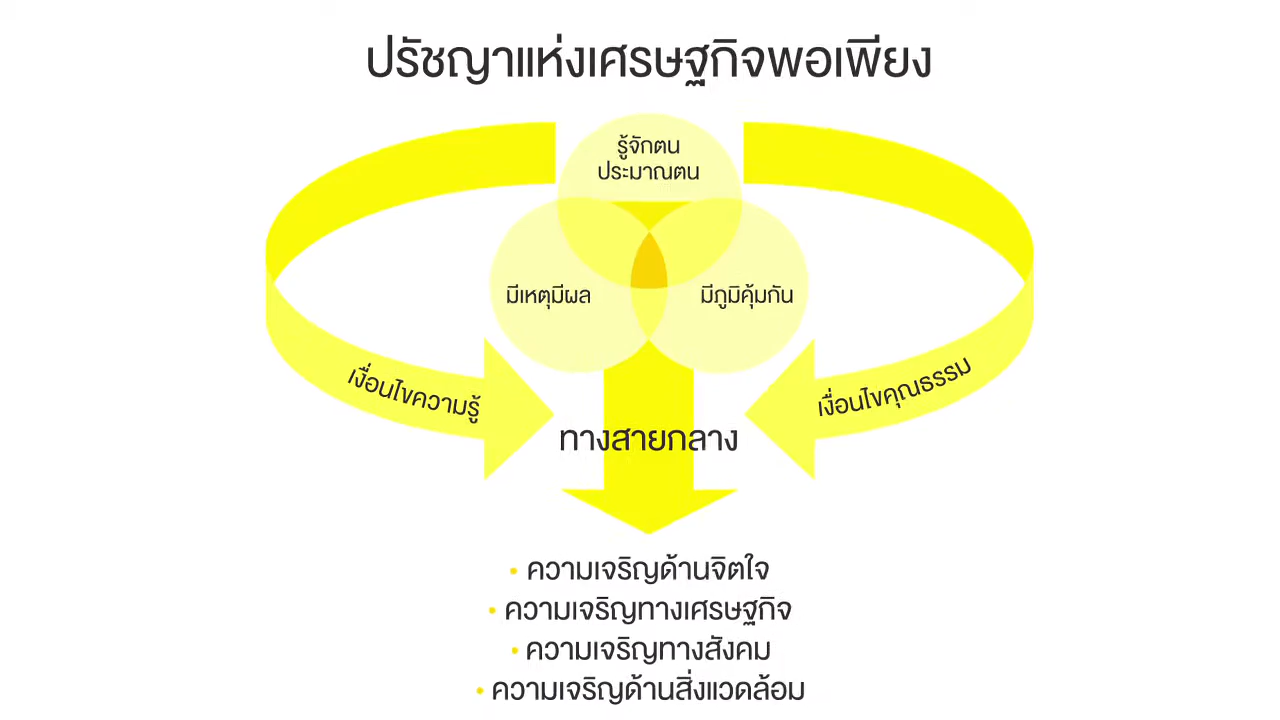 ปรัชญาแห่งเศรษฐกิจพอเพียง
รู้จักตน
ประมาณตน
มีเหตุมีผล
มีภูมิคุ้มกัน
เงื่อนไขความรู้
เงื่อนไขคุณธรรม
ทางสายกลาง
• ความเจริญด้านจิตใจ
• ความเจริญทางเศรษฐกิจ
• ความเจริญทางสังคม
• ความเจริญด้านสิ่งแวดล้อม